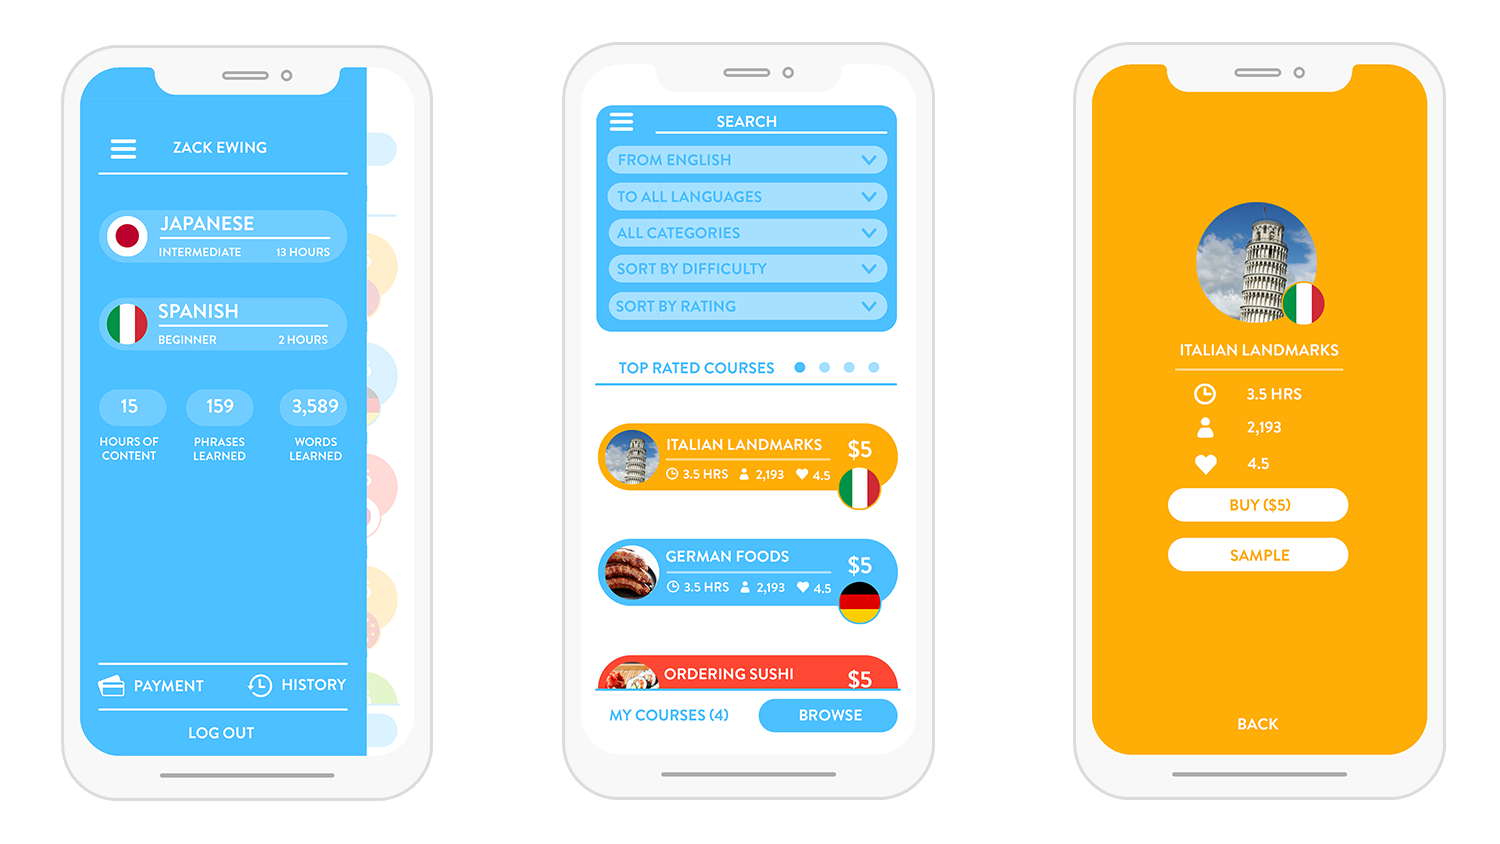 ZACK EWING
JAPANESE
INTERMEDIATE 13 HOURS
SPANISH
BEGINNER 2 HOURS
15 159 3,589
HOURS OF CONTENT
PHRASES LEARNED
WORDS LEARNED
PAYMENT HISTORY
LOG OUT
SEARCH
FROM ENGLISH
TO ALL LANGUAGES
ALL CATEGORIES
SORT BY DIFFICULTY
SORT BY RATING
TOP RATED COURSES
ITALIAN LANDMARKS $5
3.5 HRS 2,193 4.5
GERMAN FOODS $5
3.5 HRS 2,193 4.5
ORDERING SUSHI $5
MY COURSES (4) BROWSE
ITALIAN LANDMARKS
3.5 HRS
2,193
4.5
BUY ($5)
SAMPLE
BACK